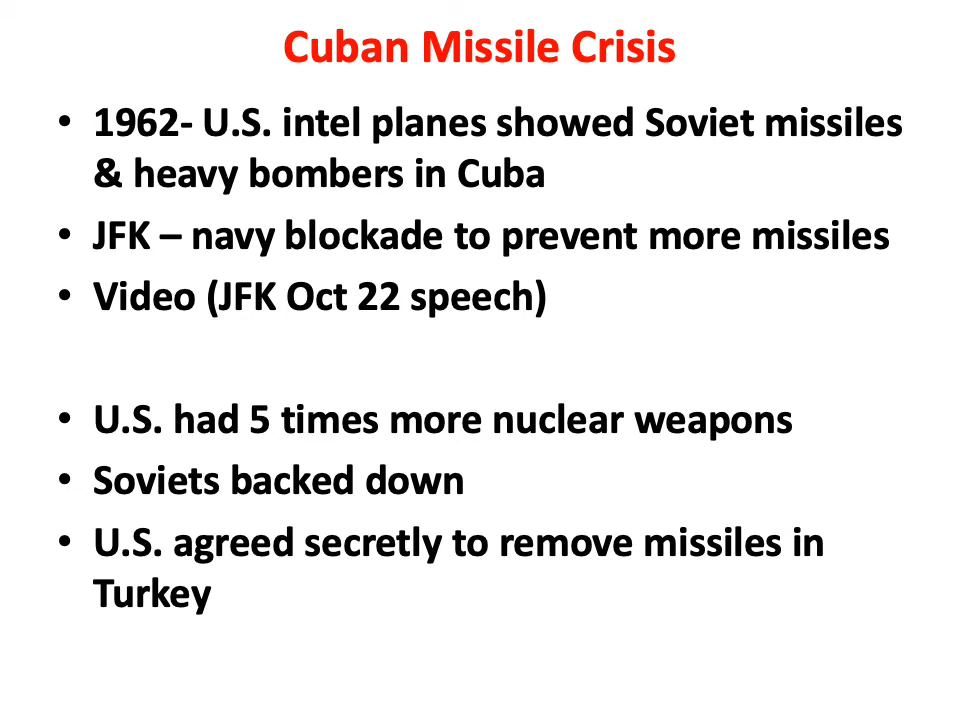 Cuban Missile Crisis
• 1962- U.S. intel planes showed Soviet missiles
& heavy bombers in Cuba
• JFK – navy blockade to prevent more missiles
• Video (JFK Oct 22 speech)
• U.S. had 5 times more nuclear weapons
• Soviets backed down
• U.S. agreed secretly to remove missiles in
Turkey